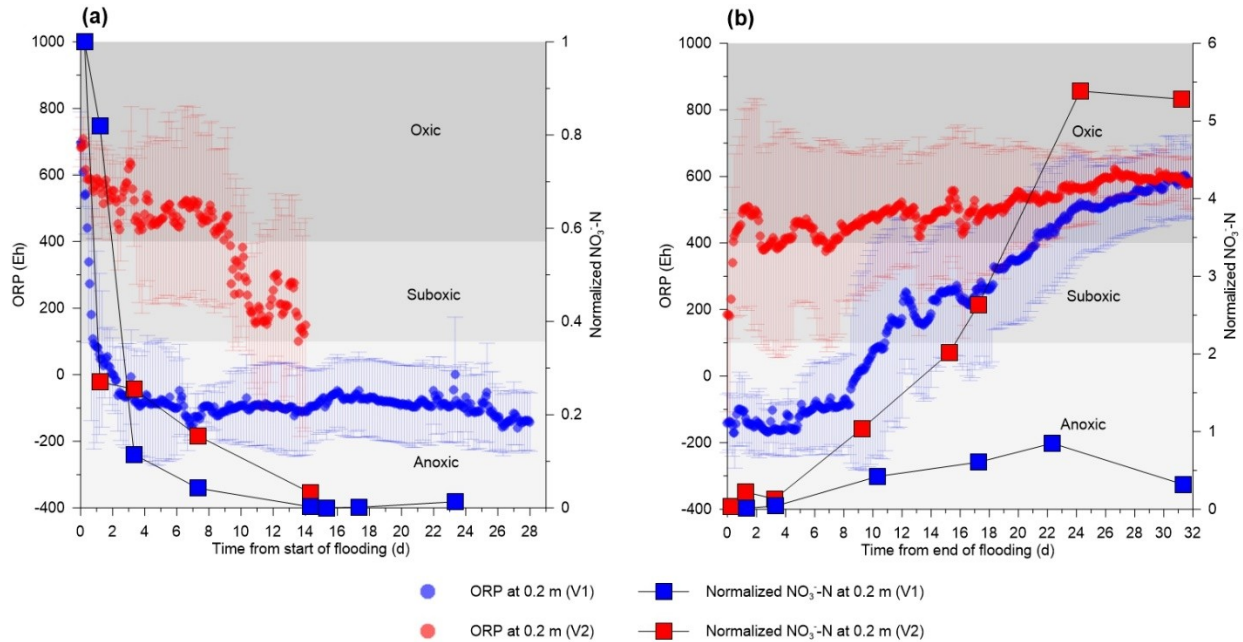 (a)
1000
800
600
400
200
0
-200
-400
ORP (Eh)
0 2 4 6 8 10 12 14 16 18 20 22 24 26 28
Time from start of flooding (d)
1
0.8
0.6
0.4
0.2
0
Normalized NO₃⁻-N
Oxic
Suboxic
Anoxic
(b)
1000
800
600
400
200
0
-200
-400
ORP (Eh)
0 2 4 6 8 10 12 14 16 18 20 22 24 26 28 30 32
Time from end of flooding (d)
6
5
4
3
2
1
0
Normalized NO₃⁻-N
Oxic
Suboxic
Anoxic
ORP at 0.2 m (V1)
Normalized NO₃⁻-N at 0.2 m (V1)
ORP at 0.2 m (V2)
Normalized NO₃⁻-N at 0.2 m (V2)